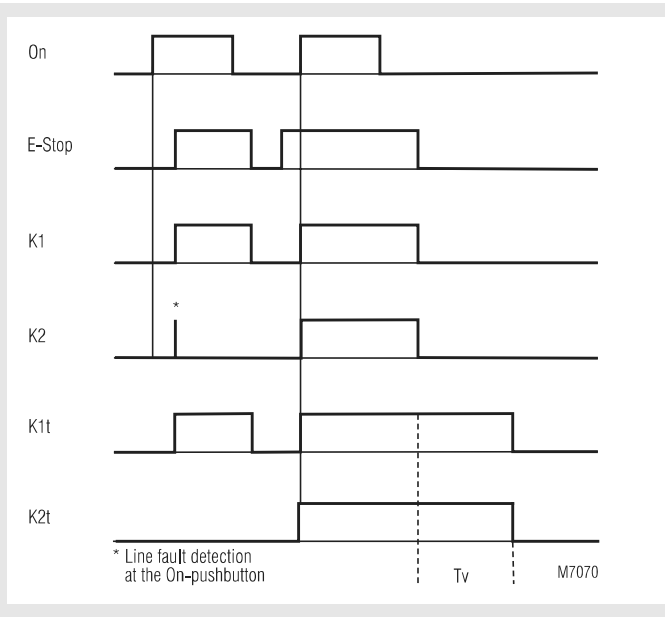 On
E-Stop
K1
*
K2
K1t
K2t
* Line fault detection
at the On-pushbutton
Tv
M7070